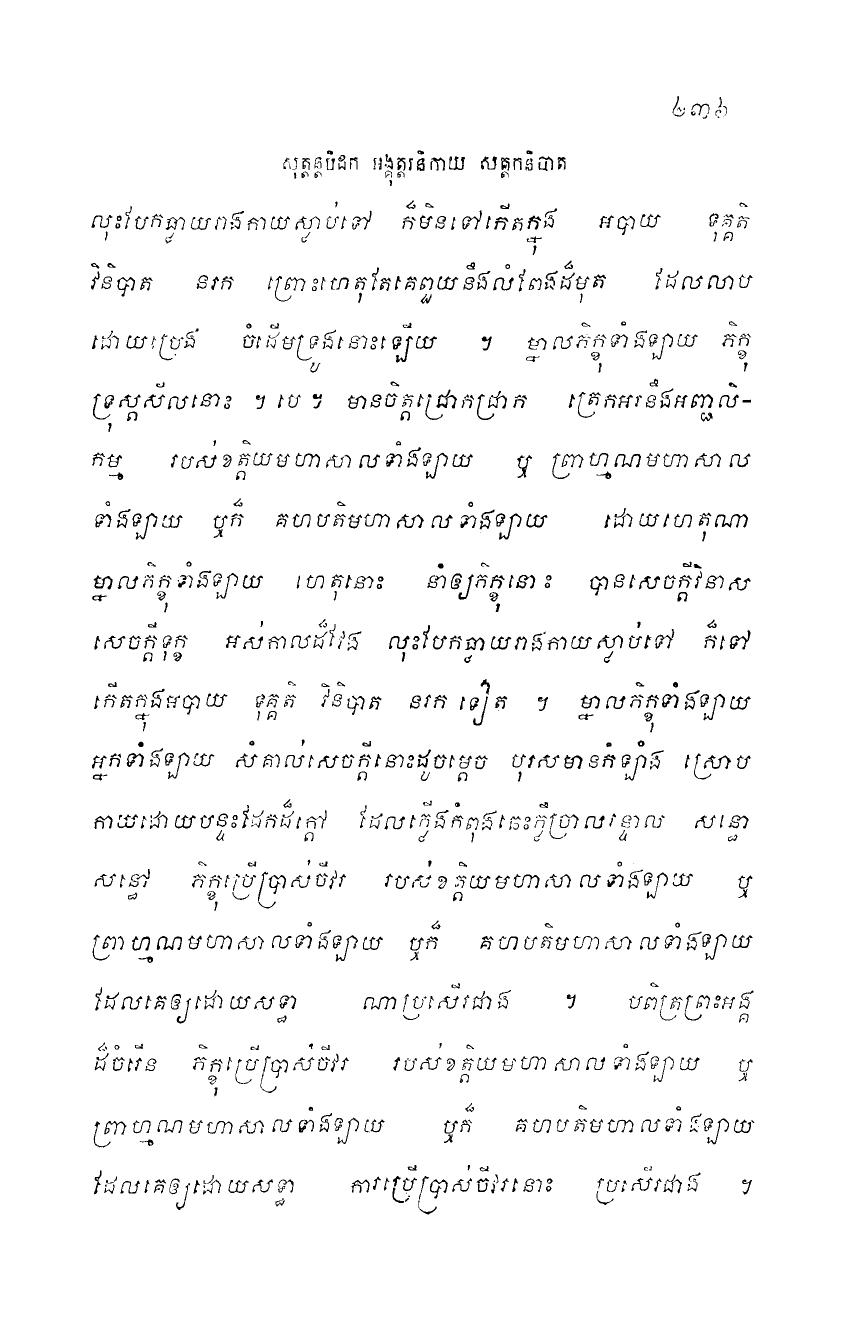 ២៣៦
សុត្តន្តបិដក អង្គុត្តរនិកាយ សត្តកនិបាត
លុះបែកធ្លាយរាងកាយស្លាប់ទៅ ក៏មិនទៅកើតក្នុង អបាយ ទុគ្គតិ
វិនិបាត នរក ព្រោះហេតុតែគេពួយនឹងលំពែងដ៏មុត ដែលលាប
ដោយប្រេង ចំដើមទ្រូងនោះឡើយ ។ ម្នាលភិក្ខុទាំងឡាយ ភិក្ខុ
ទ្រុស្តសីលនោះ ។ បេ ។ មានចិត្តជ្រោកជ្រាក ត្រេកអរនឹងអញ្ជលិ-
កម្ម របស់ខត្តិយមហាសាលទាំងឡាយ ឬ ព្រាហ្មណមហាសាល
ទាំងឡាយ ឬក៏ គហបតិមហាសាលទាំងឡាយ ដោយហេតុណា
ម្នាលភិក្ខុទាំងឡាយ ហេតុនោះ នាំឲ្យភិក្ខុនោះ បានសេចក្តីវិនាស
សេចក្តីទុក្ខ អស់កាលដ៏វែង លុះបែកធ្លាយរាងកាយស្លាប់ទៅ ក៏ទៅ
កើតក្នុងអបាយ ទុគ្គតិ វិនិបាត នរក ទៀត ។ ម្នាលភិក្ខុទាំងឡាយ
អ្នកទាំងឡាយ សំគាល់សេចក្តីនោះដូចម្តេច បុរសមានកំឡាំង ស្រោប
កាយដោយបន្ទះដែកដ៏ក្តៅ ដែលភ្លើងកំពុងឆេះភ្លឺព្រាលរន្ទាល សន្ធោ
សន្ធៅ ភិក្ខុប្រើប្រាស់ចីវរ របស់ខត្តិយមហាសាលទាំងឡាយ ឬ
ព្រាហ្មណមហាសាលទាំងឡាយ ឬក៏ គហបតិមហាសាលទាំងឡាយ
ដែលគេឲ្យដោយសទ្ធា ណាប្រសើរជាង ។ បពិត្រព្រះអង្គ
ដ៏ចំរើន ភិក្ខុប្រើប្រាស់ចីវរ របស់ខត្តិយមហាសាលទាំងឡាយ ឬ
ព្រាហ្មណមហាសាលទាំងឡាយ ឬក៏ គហបតិមហាលទាំងឡាយ
ដែលគេឲ្យដោយសទ្ធា ការប្រើប្រាស់ចីវរនោះ ប្រសើរជាង ។